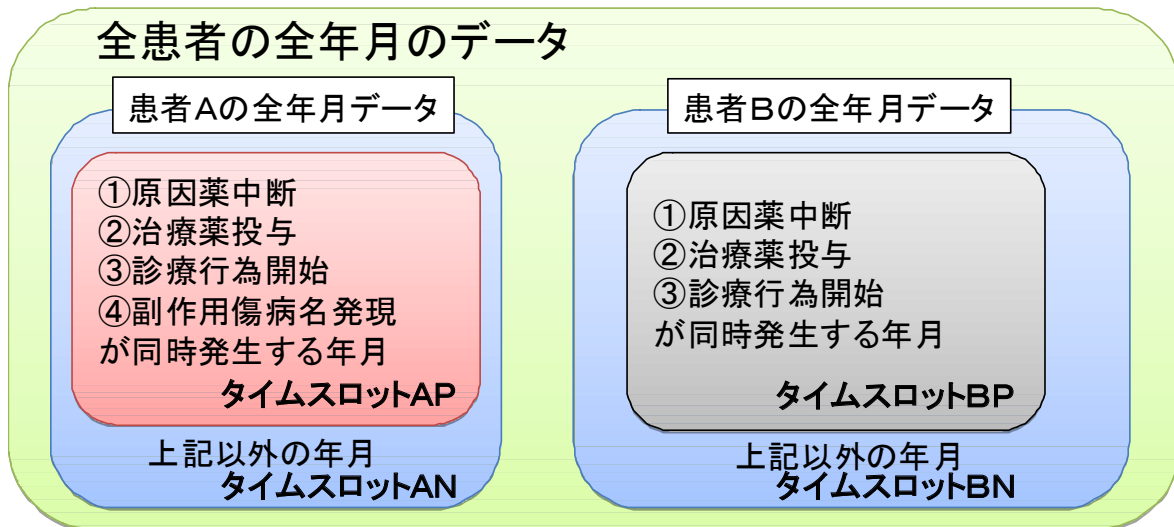 全患者の全年月のデータ
患者Aの全年月データ
①原因薬中断
②治療薬投与
③診療行為開始
④副作用傷病名発現
が同時発生する年月
タイムスロットAP
上記以外の年月
タイムスロットAN
患者Bの全年月データ
①原因薬中断
②治療薬投与
③診療行為開始
が同時発生する年月
タイムスロットBP
上記以外の年月
タイムスロットBN